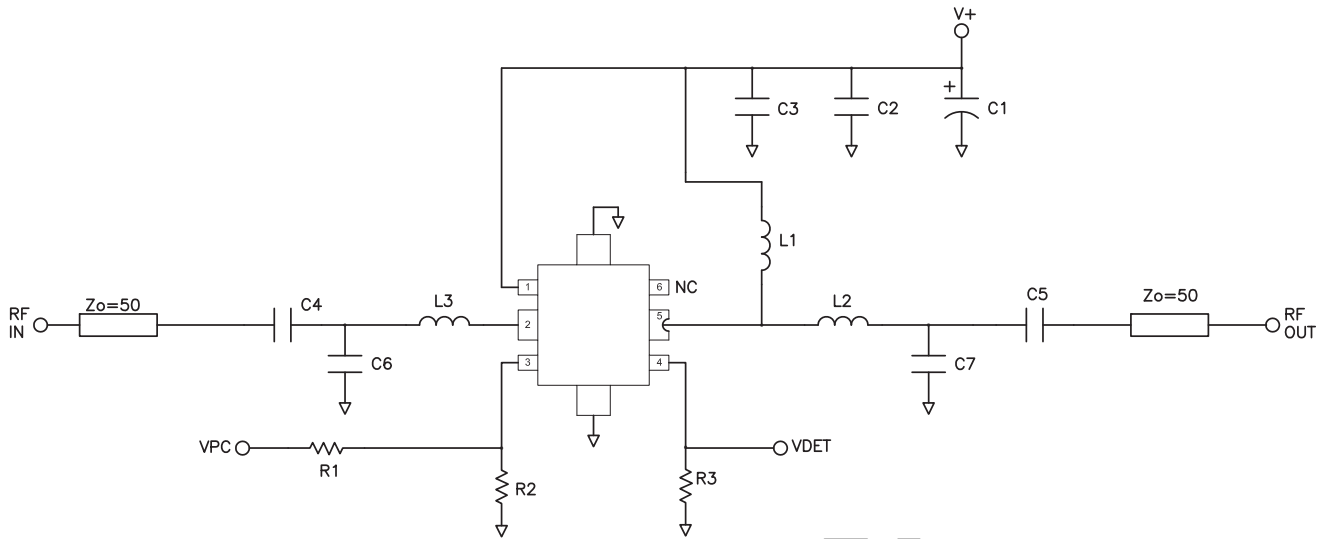 V+
+
C3
C2
C1
L1
1
6
NC
RF
IN
Zo=50
C4
L3
2
5
L2
C5
Zo=50
RF
OUT
C6
3
4
C7
VPC
R1
R2
R3
VDET